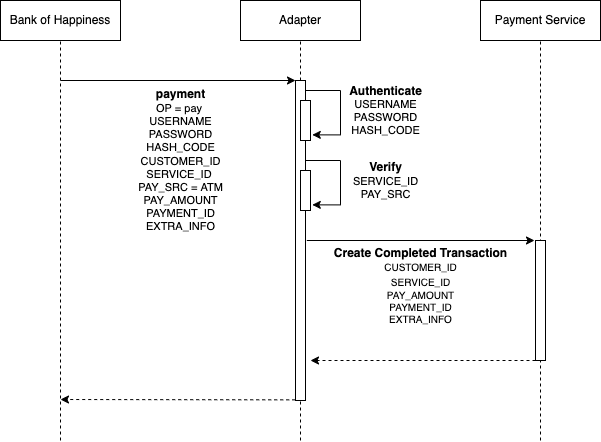 Bank of Happiness
Adapter
Payment Service
payment
OP = pay
USERNAME
PASSWORD
HASH_CODE
CUSTOMER_ID
SERVICE_ID
PAY_SRC = ATM
PAY_AMOUNT
PAYMENT_ID
EXTRA_INFO
Authenticate
USERNAME
PASSWORD
HASH_CODE
Verify
SERVICE_ID
PAY_SRC
Create Completed Transaction
CUSTOMER_ID
SERVICE_ID
PAY_AMOUNT
PAYMENT_ID
EXTRA_INFO